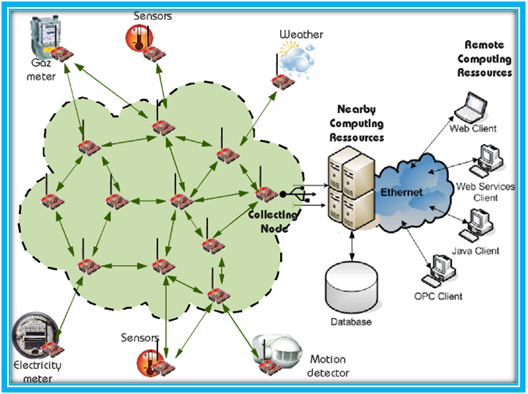 Sensors
Weather
Gaz
meter
Remote
Computing
Ressources
Nearby
Computing
Ressources
Web Client
Ethernet
Web Services
Client
Collecting
Node
Java Client
OPC Client
Database
Electricity
meter
Sensors
Motion
detector